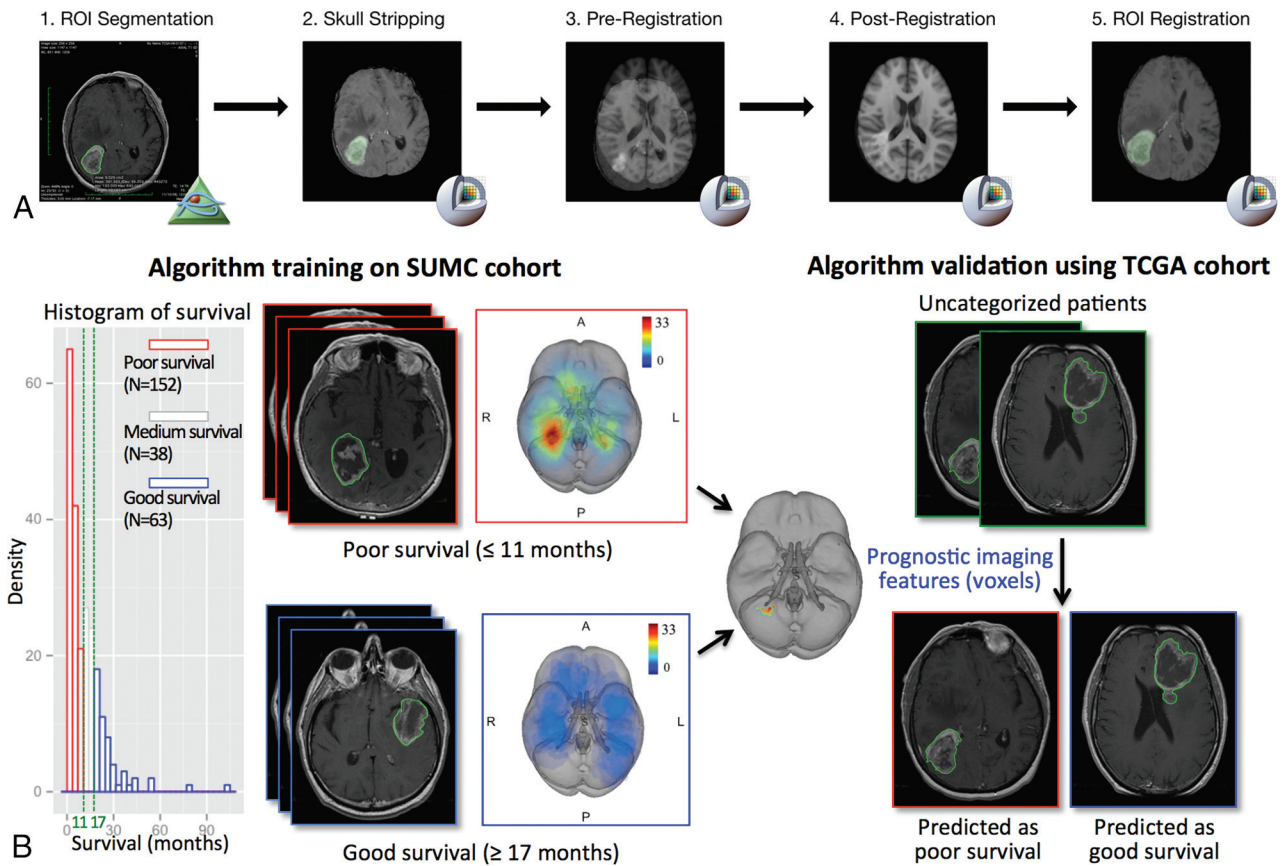 1. ROI Segmentation
2. Skull Stripping
3. Pre-Registration
4. Post-Registration
5. ROI Registration
A
Algorithm training on SUMC cohort
Algorithm validation using TCGA cohort
Histogram of survival
Poor survival
(N=152)
Medium survival
(N=38)
Good survival
(N=63)
Density
60
40
20
0
0
11
17
30
60
90
Survival (months)
A
33
0
R
L
S
P
Poor survival (≤ 11 months)
A
33
0
R
L
S
P
Good survival (≥ 17 months)
S
Uncategorized patients
Prognostic imaging
features (voxels)
Predicted as
poor survival
Predicted as
good survival
B